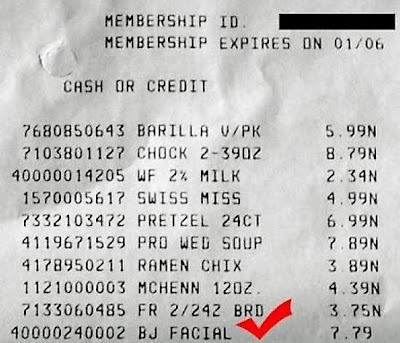 MEMBERSHIP ID.
MEMBERSHIP EXPIRES ON 01/06
CASH OR CREDIT
7680850643 BARILLA V/PK 5.99N
7103801127 CHOCK 2-39OZ 8.79N
40000014205 WF 2% MILK 2.34N
1570005617 SWISS MISS 4.99N
7332103472 PRETZEL 24CT 6.99N
4119671529 PRO WED SOUP 7.89N
4178950211 RAMEN CHIX 3.89N
1121000003 MCHENN 12OZ. 4.39N
7133060485 FR 2/24Z BRD 3.75N
40000240002 BJ FACIAL 7.79